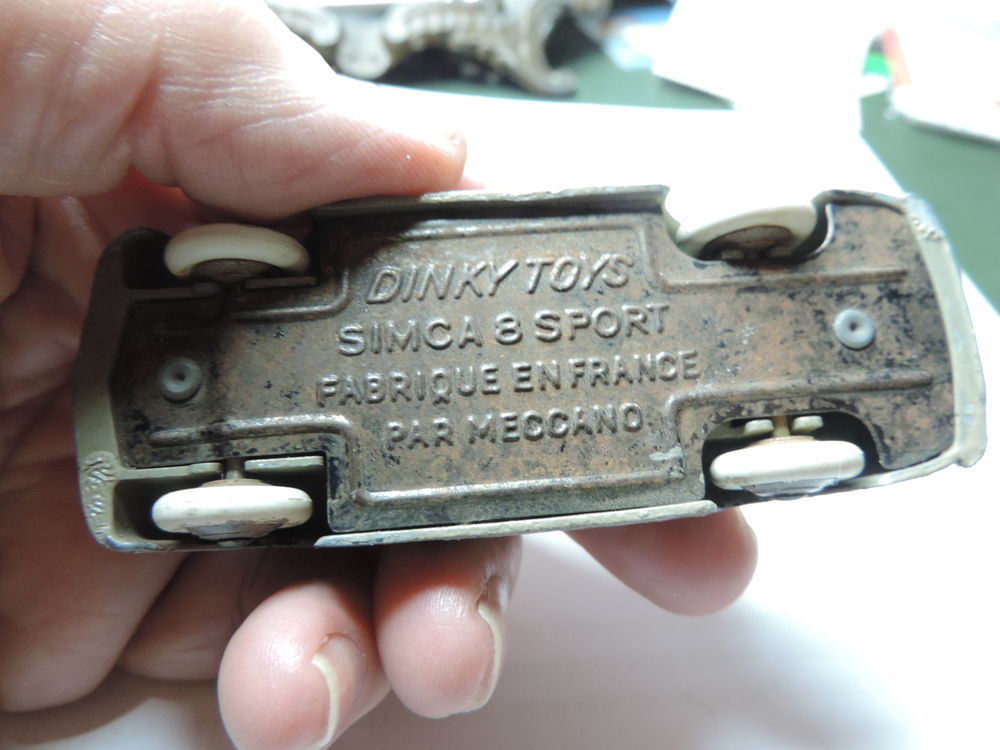 DINKY TOYS
SIMCA 8 SPORT
FABRIQUE EN FRANCE
PAR MECCANO